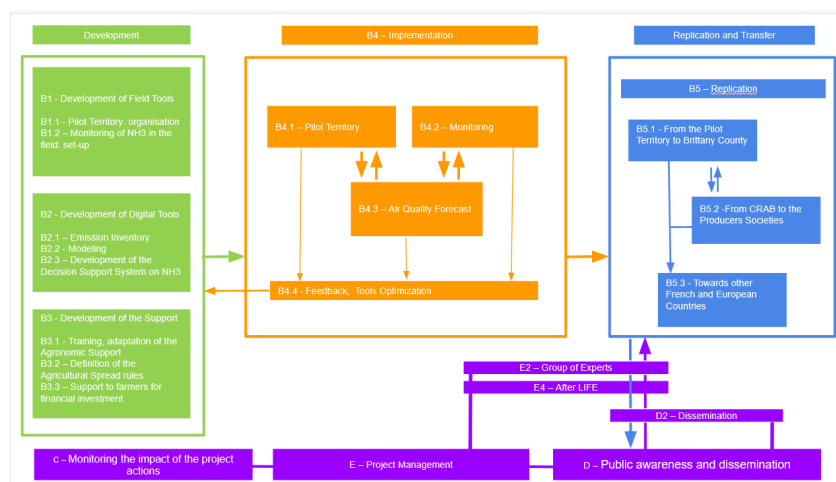 Development
B4 – Implementation
Replication and Transfer
B1 - Development of Field Tools
B1.1 - Pilot Territory: organisation
B1.2 – Monitoring of NH3 in the
field: set-up
B2 - Development of Digital Tools
B2.1 – Emission Inventory
B2.2 - Modeling
B2.3 – Development of the
Decision Support System on NH3
B3 - Development of the Support
B3.1 - Training, adaptation of the
Agronomic Support
B3.2 – Definition of the
Agricultural Spread rules
B3.3 – Support to farmers for
financial investment
B4.1 – Pilot Territory
B4.2 – Monitoring
B4.3 – Air Quality Forecast
B4.4 - Feedback, Tools Optimization
B5 – Replication
B5.1 - From the Pilot
Territory to Brittany County
B5.2 -From CRAB to the
Producers Societies
B5.3 - Towards other
French and European
Countries
E2 – Group of Experts
E4 – After LIFE
D2 – Dissemination
c – Monitoring the impact of the project
actions
E – Project Management
D – Public awareness and dissemination